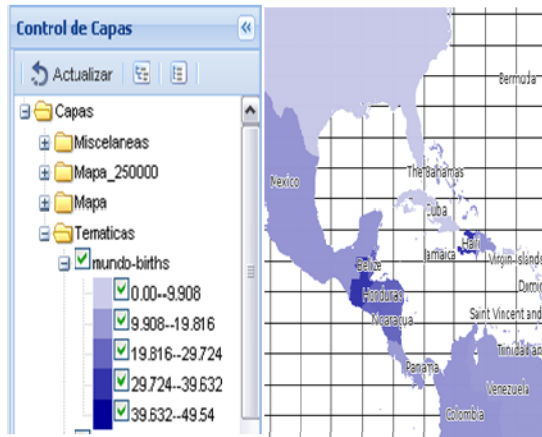 Control de Capas
Actualizar
Capas
Miscelaneas
Mapa_250000
Mapa
Tematicas
mundo-births
0.00--9.908
9.908--19.816
19.816--29.724
29.724--39.632
39.632--49.54
Bermuda
The Bahamas
Mexico
Cuba
Haiti
Jamaica
Virgin Islands
Belize
Domin
Honduras
Saint Vincent and
Nicaragua
Trinidad an
Panama
Venezuela
Colombia